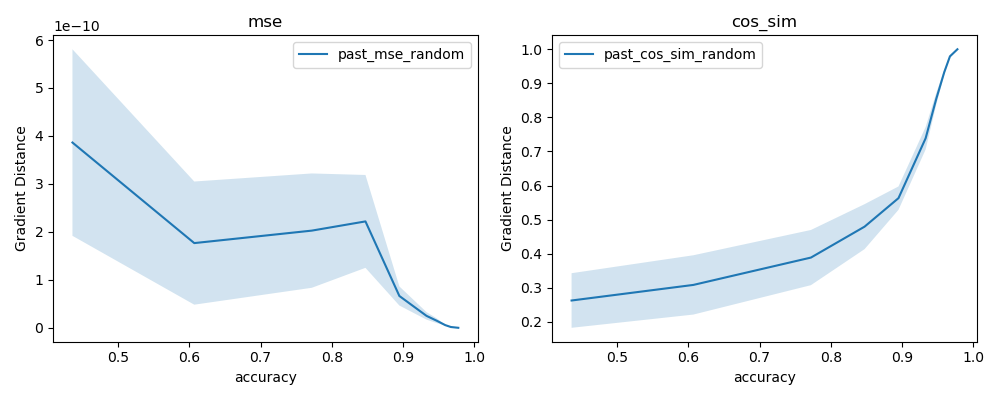 mse
1e−10
past_mse_random
Gradient Distance
6
5
4
3
2
1
0
0.5 0.6 0.7 0.8 0.9 1.0
accuracy
cos_sim
past_cos_sim_random
Gradient Distance
1.0
0.9
0.8
0.7
0.6
0.5
0.4
0.3
0.2
0.5 0.6 0.7 0.8 0.9 1.0
accuracy